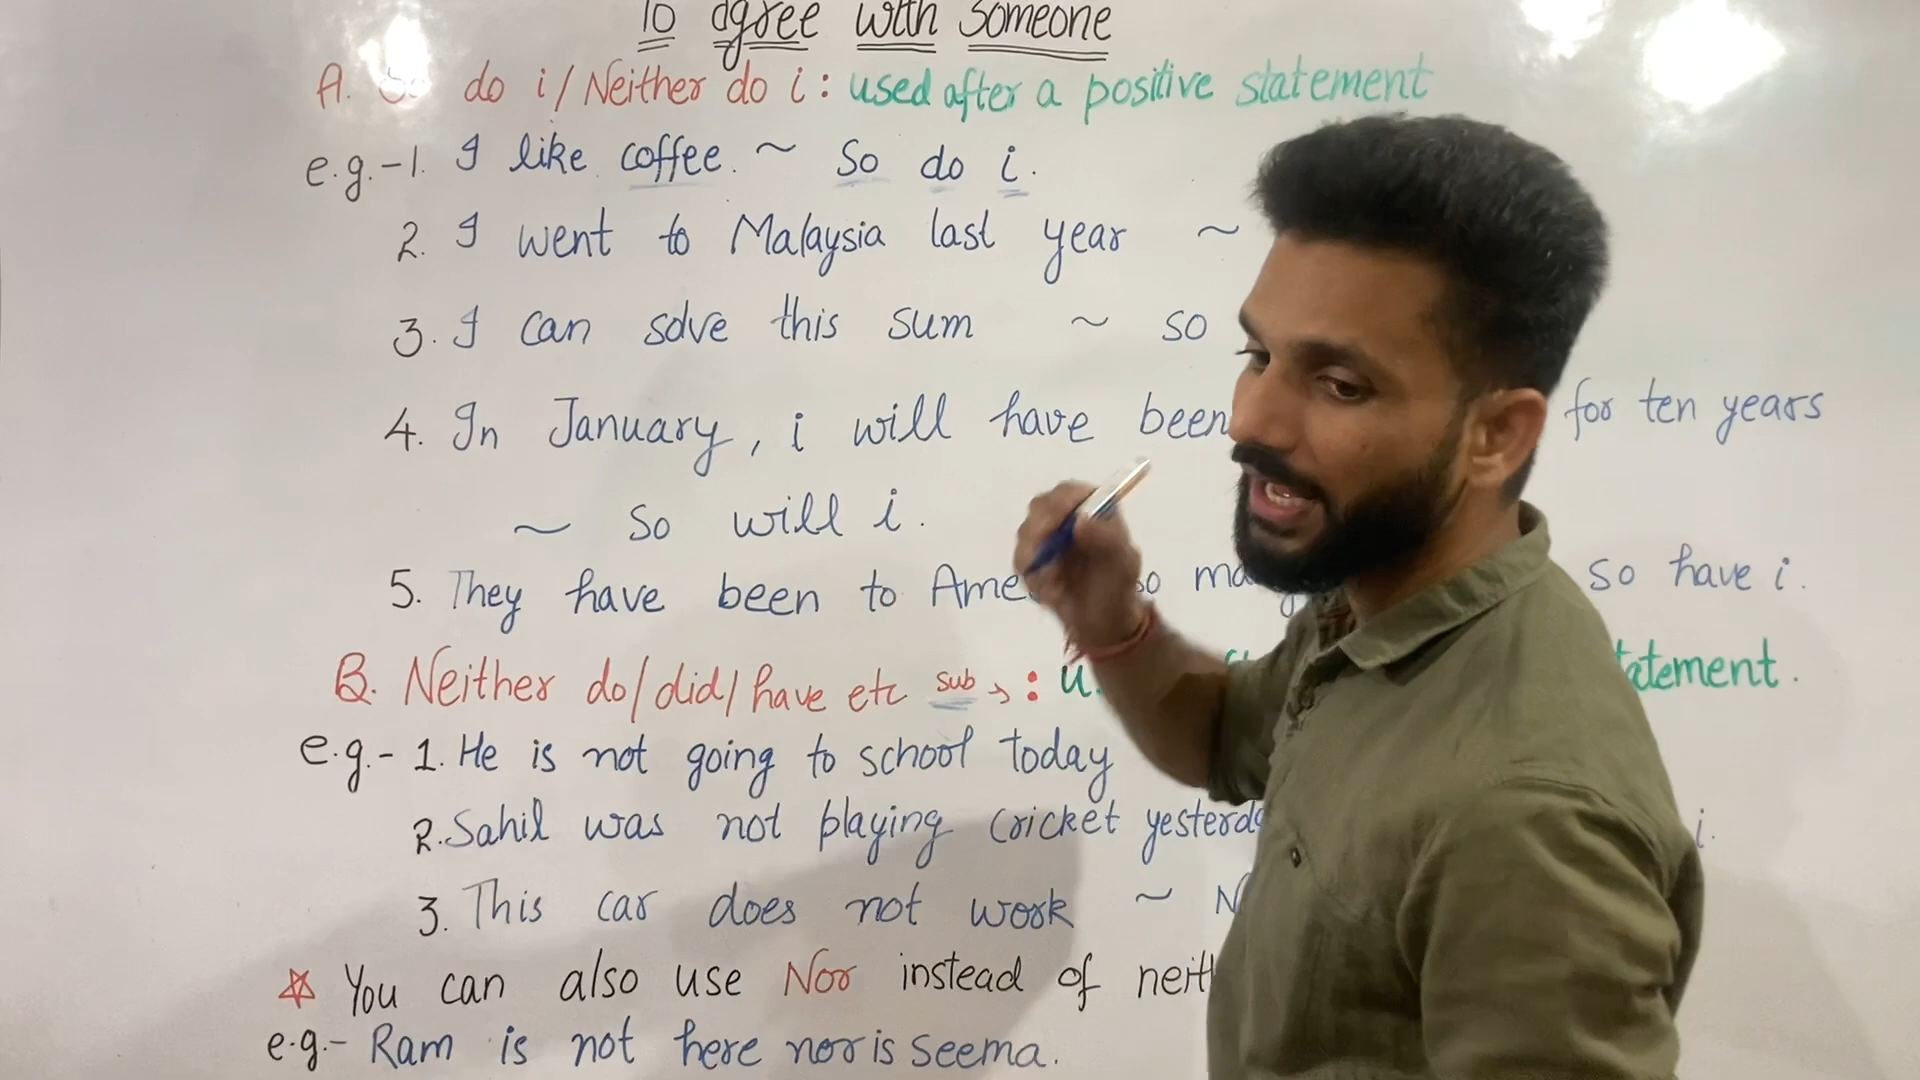 To agree with Someone
A. So do i / Neither do i : used after a positive statement
e.g.-1. I like coffee. ~ So do i.
2. I went to Malaysia last year ~
3. I can solve this sum ~ so
4. In January, i will have been for ten years
~ So will i.
5. They have been to so have i.
B. Neither do/did/have etc sub → : statement.
e.g.- 1. He is not going to school today
2. Sahil was not playing cricket i.
3. This car does not work ~
☆ You can also use Nor instead of
e.g.- Ram is not here nor is Seema.